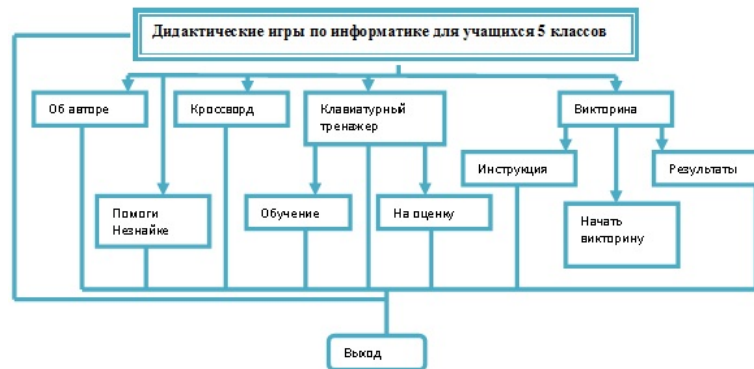 Дидактические игры по информатике для учащихся 5 классов
Об авторе
Кроссворд
Клавиатурный
тренажер
Викторина
Инструкция
Результаты
Помоги
Незнайке
Обучение
На оценку
Начать
викторину
Выход